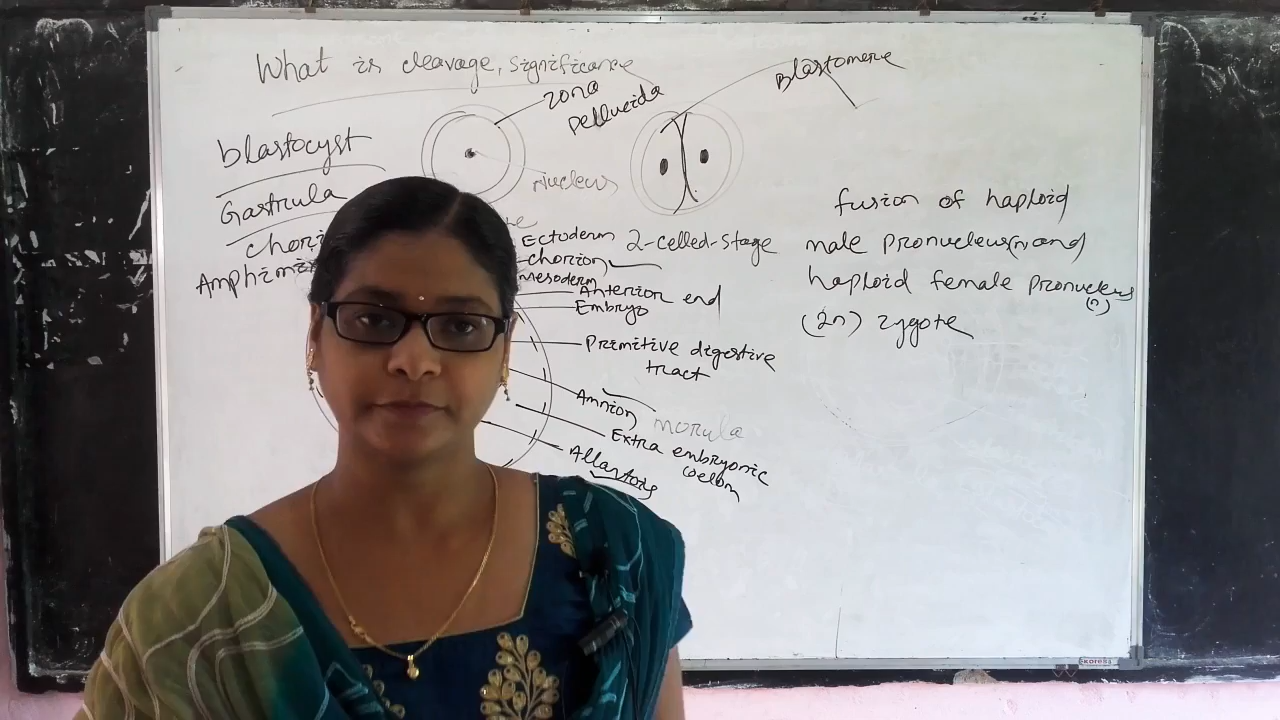 What is cleavage, significance
zona
pellucida
Blastomere
blastocyst
nucleus
Gastrula
fusion of haploid
Ectoderm
2-celled-stage
male pronucleus(n) and
chorion
Mesoderm
Anterior end
haploid female pronucleus
(n)
Embryo
(2n) zygote
Primitive digestive
tract
Amnion
morula
Extra embryonic
coelom
Allantois
KORES